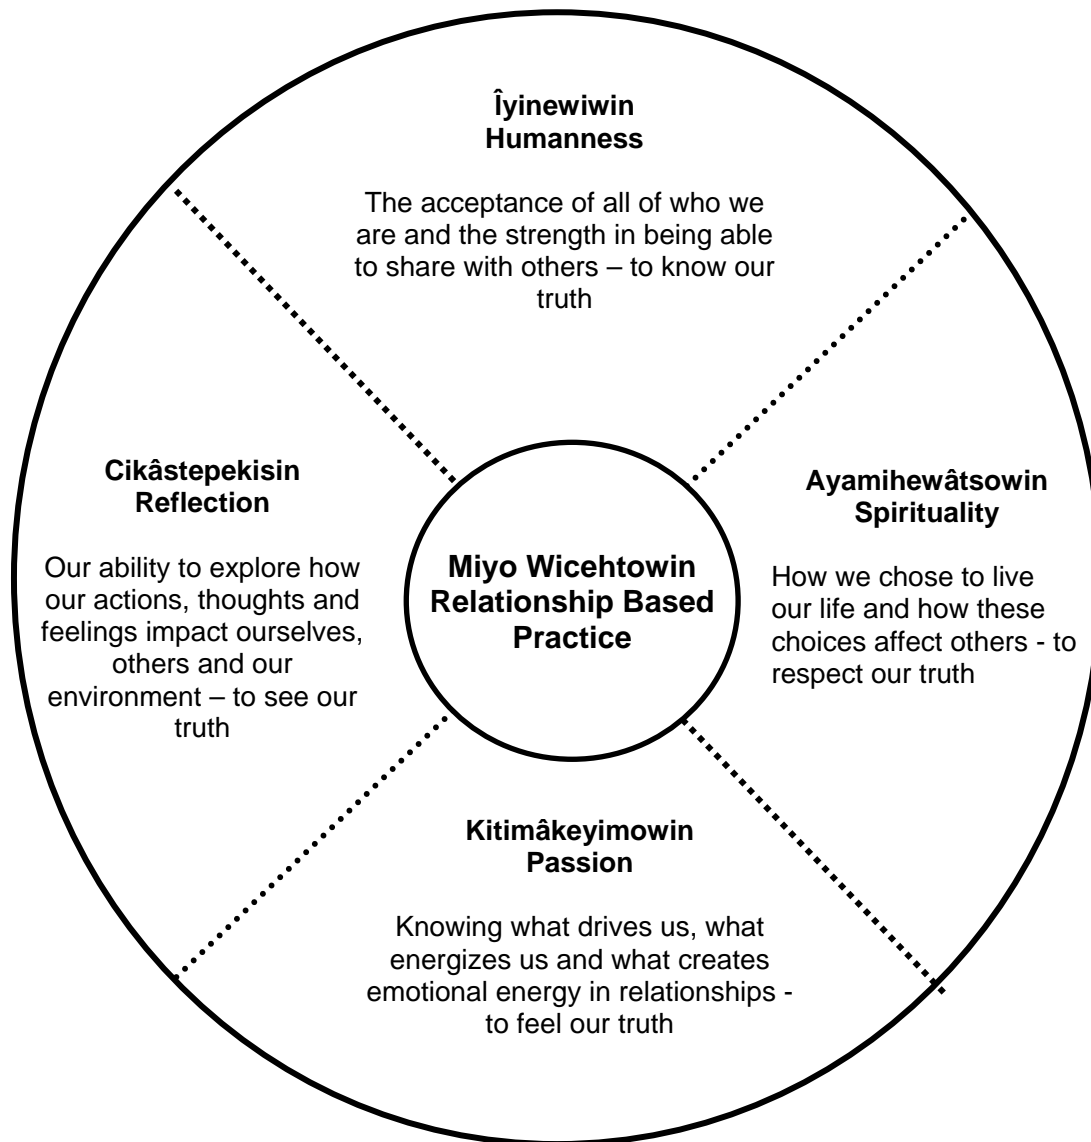 Îyinewiwin
Humanness
The acceptance of all of who we
are and the strength in being able
to share with others – to know our
truth
Cikâstepekisin
Reflection
Our ability to explore how
our actions, thoughts and
feelings impact ourselves,
others and our
environment – to see our
truth
Miyo Wicehtowin
Relationship Based
Practice
Ayamihewâtsowin
Spirituality
How we chose to live
our life and how these
choices affect others - to
respect our truth
Kitimâkeyimowin
Passion
Knowing what drives us, what
energizes us and what creates
emotional energy in relationships -
to feel our truth